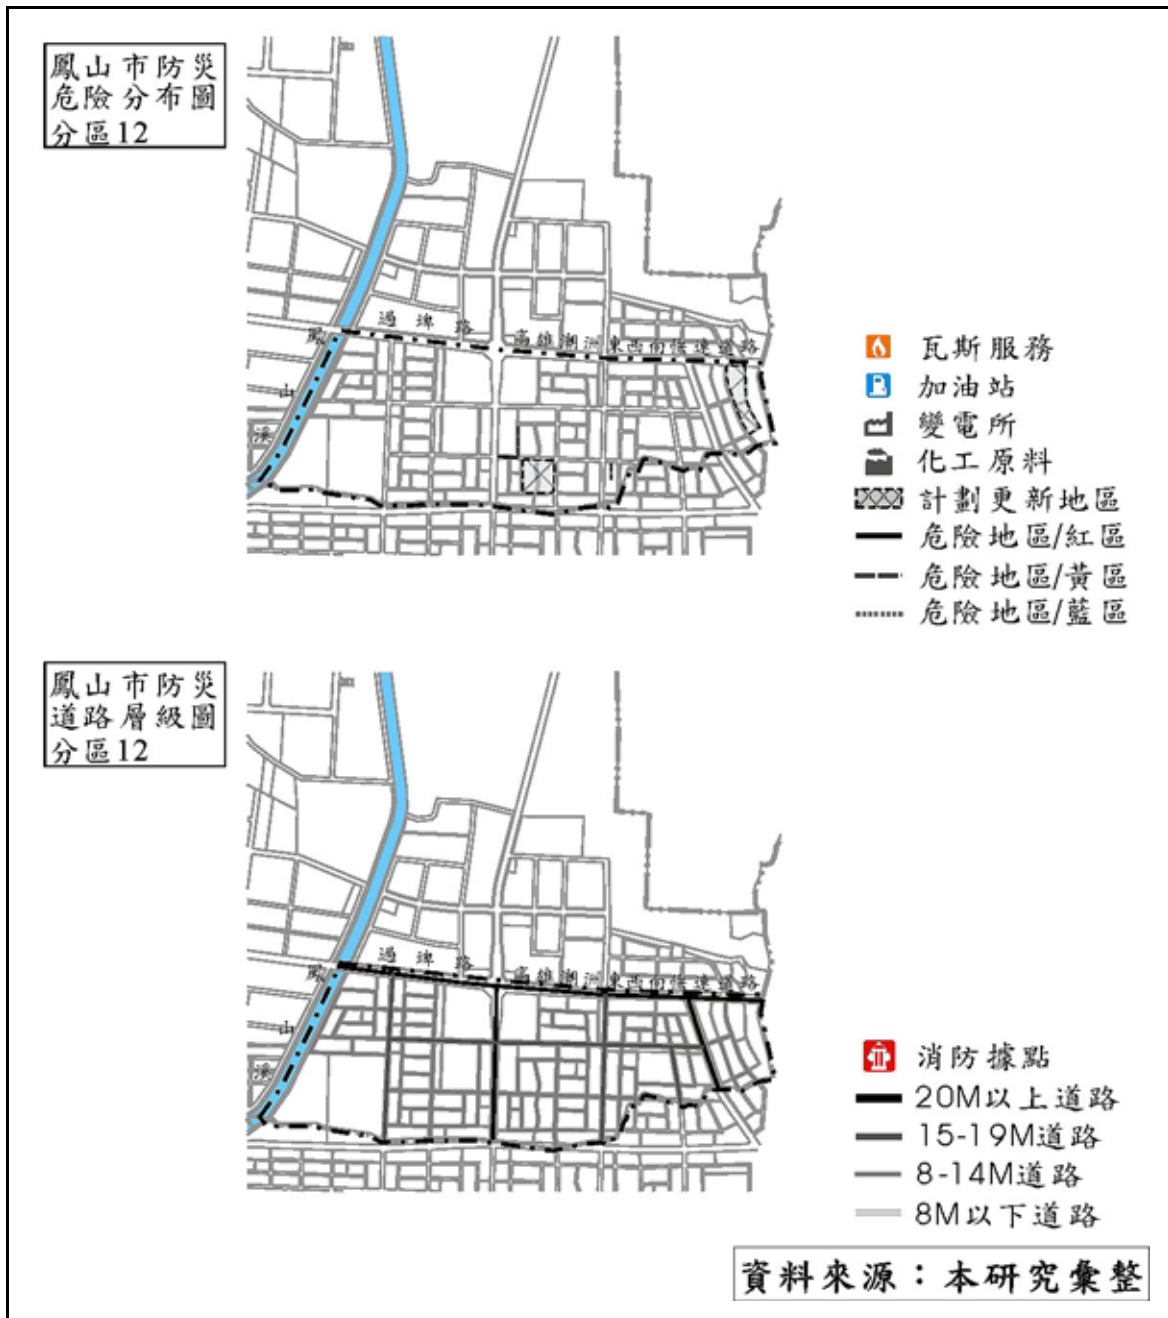 鳳山市防災
危險分布圖
分區12
過埤路
高雄潮洲東西向快速道路
鳳
山
溪
瓦斯服務
加油站
變電所
化工原料
計劃更新地區
危險地區/紅區
危險地區/黃區
危險地區/藍區
鳳山市防災
道路層級圖
分區12
過埤路
高雄潮洲東西向快速道路
鳳
山
溪
消防據點
20M以上道路
15-19M道路
8-14M道路
8M以下道路
資料來源：本研究彙整